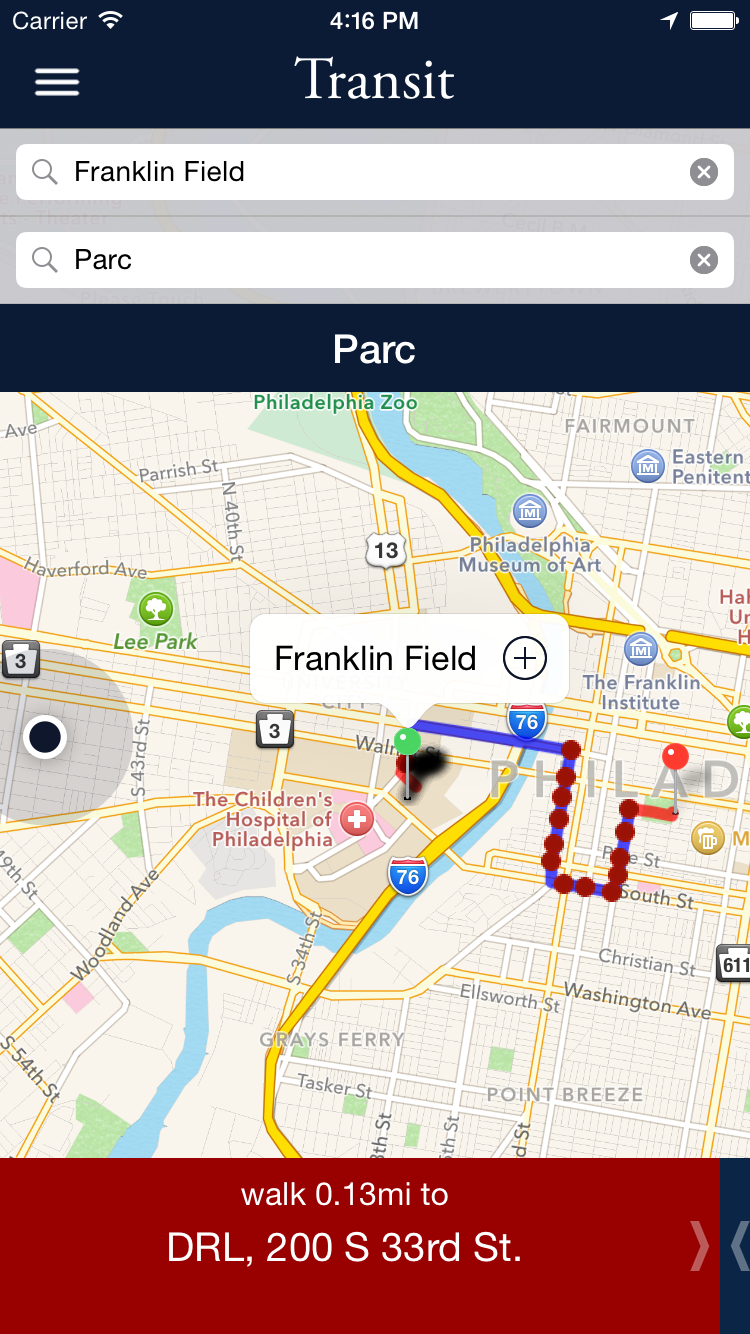 Carrier
4:16 PM
Transit
Franklin Field
Parc
Parc
Philadelphia Zoo
FAIRMOUNT
Ave
Eastern
Penitent
Parrish St
N 40th St
Philadelphia
Museum of Art
13
Haverford Ave
Lee Park
3
Franklin Field
The Franklin
Institute
UNIVERSITY
CITY
76
3
S 43rd St
PHILAD
The Children's
Hospital of
Philadelphia
M
Pine St
76
South St
49th St
Woodland Ave
S 34th St
Christian St
611
Ellsworth St
Washington Ave
GRAYS FERRY
S 54th St
Tasker St
POINT BREEZE
walk 0.13mi to
DRL, 200 S 33rd St.